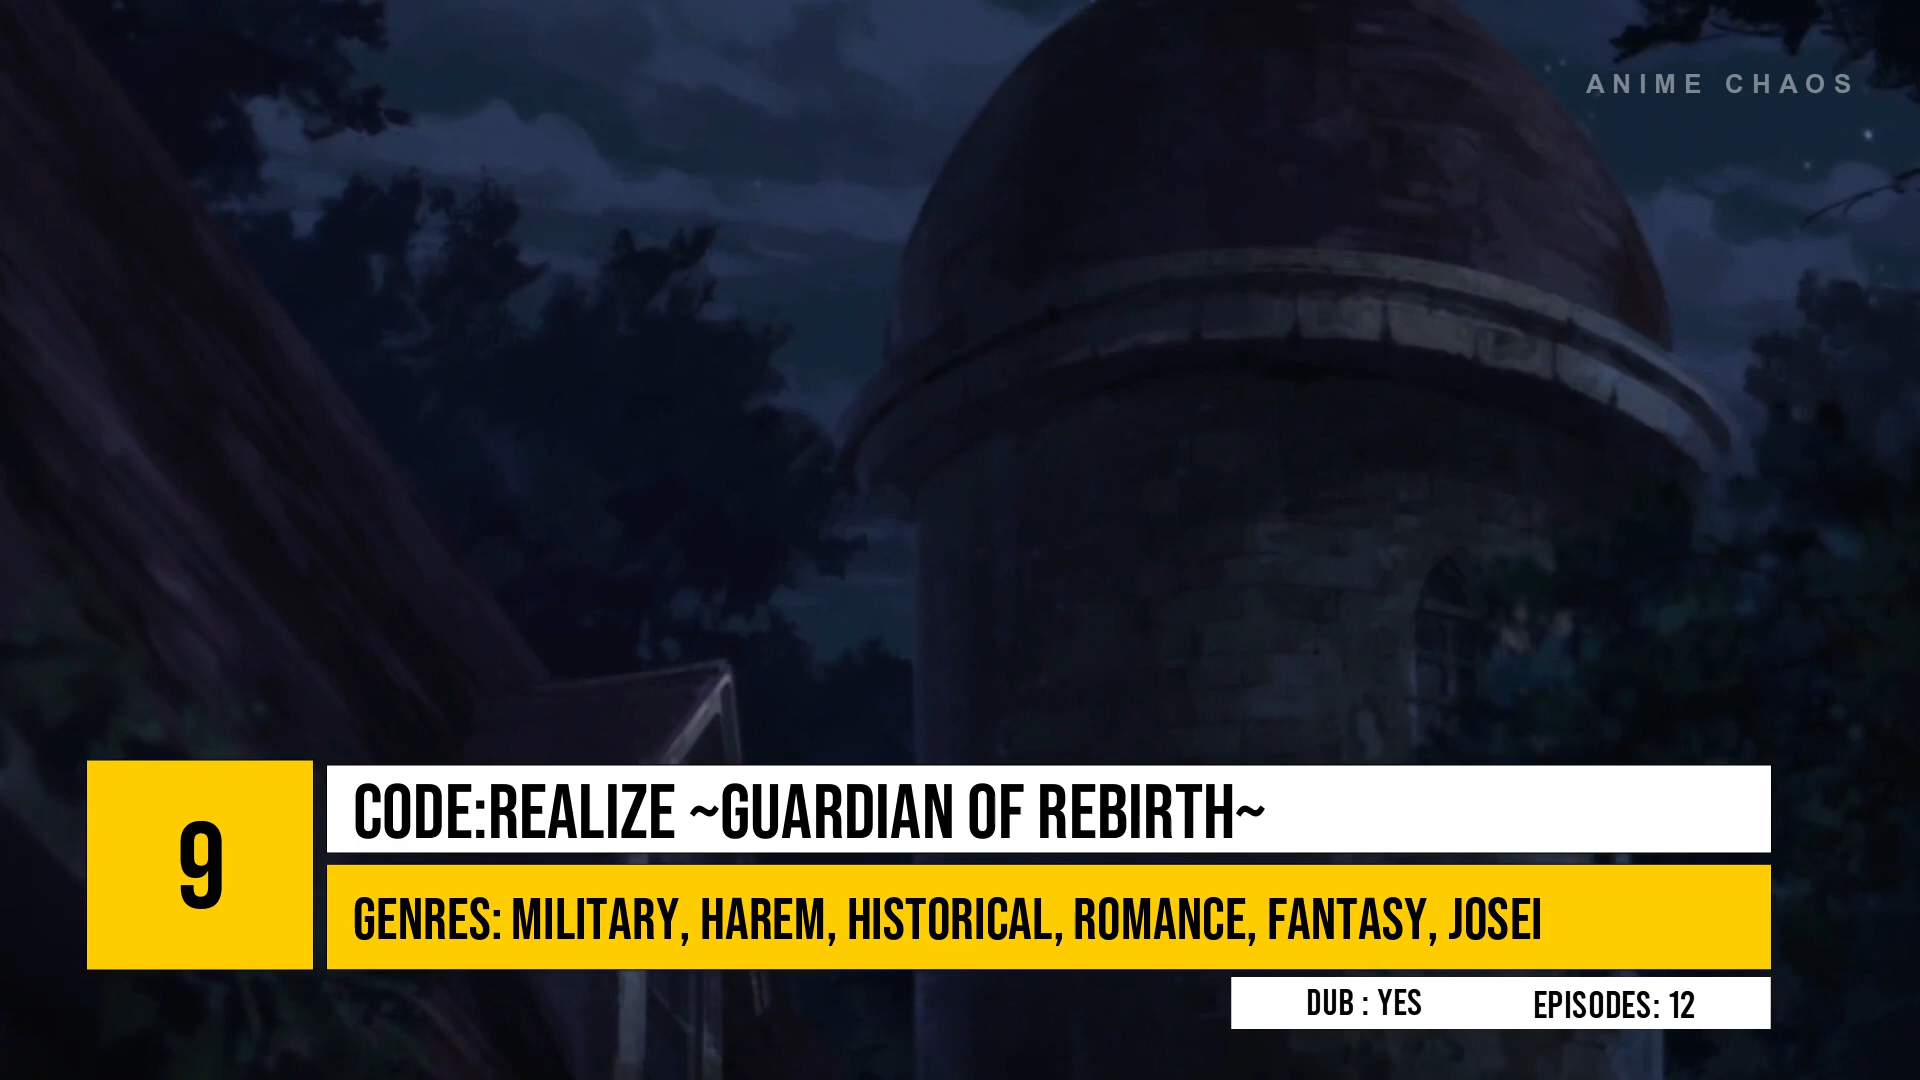 ANIME CHAOS
9
CODE:REALIZE ~GUARDIAN OF REBIRTH~
GENRES: MILITARY, HAREM, HISTORICAL, ROMANCE, FANTASY, JOSEI
DUB : YES
EPISODES: 12